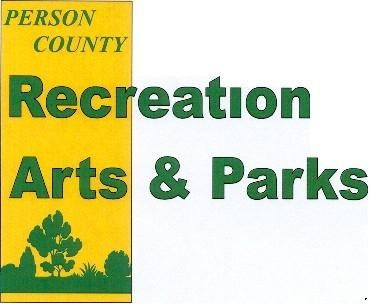 PERSON
COUNTY
Recreation
Arts & Parks